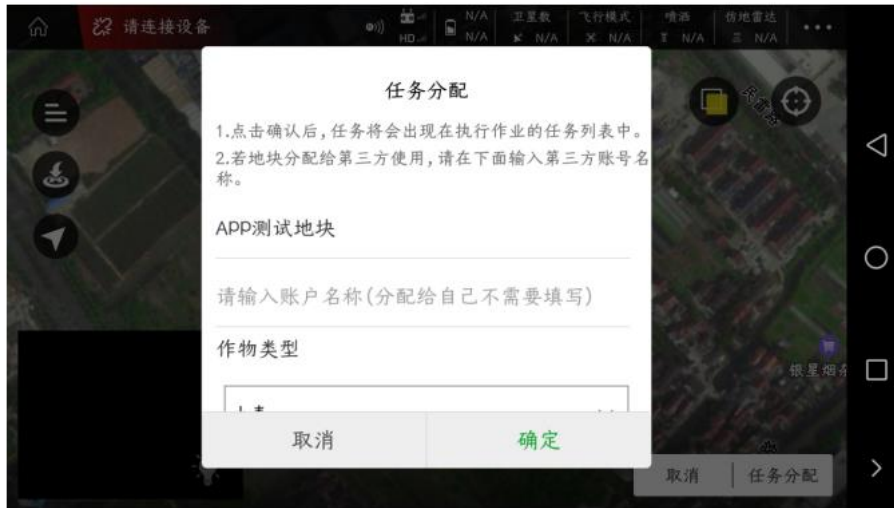 请连接设备
HD
N/A
N/A
卫星数
N/A
飞行模式
N/A
喷洒
N/A
仿地雷达
N/A
任务分配
1.点击确认后,任务将会出现在执行作业的任务列表中。
2.若地块分配给第三方使用,请在下面输入第三方账号名
称。
APP测试地块
请输入账户名称(分配给自己不需要填写)
作物类型
取消
确定
银星烟杂
取消
任务分配